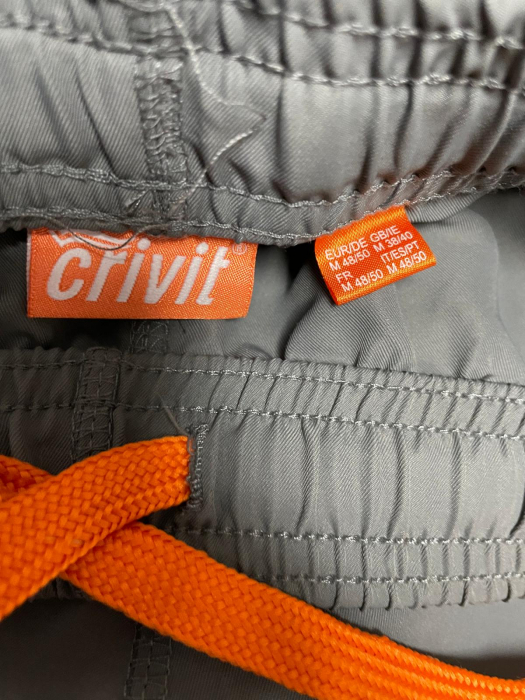 crivit®
EUR/DE GB/IE
M 48/50 M 38/40
FR IT/ES/PT
M 48/50 M 48/50